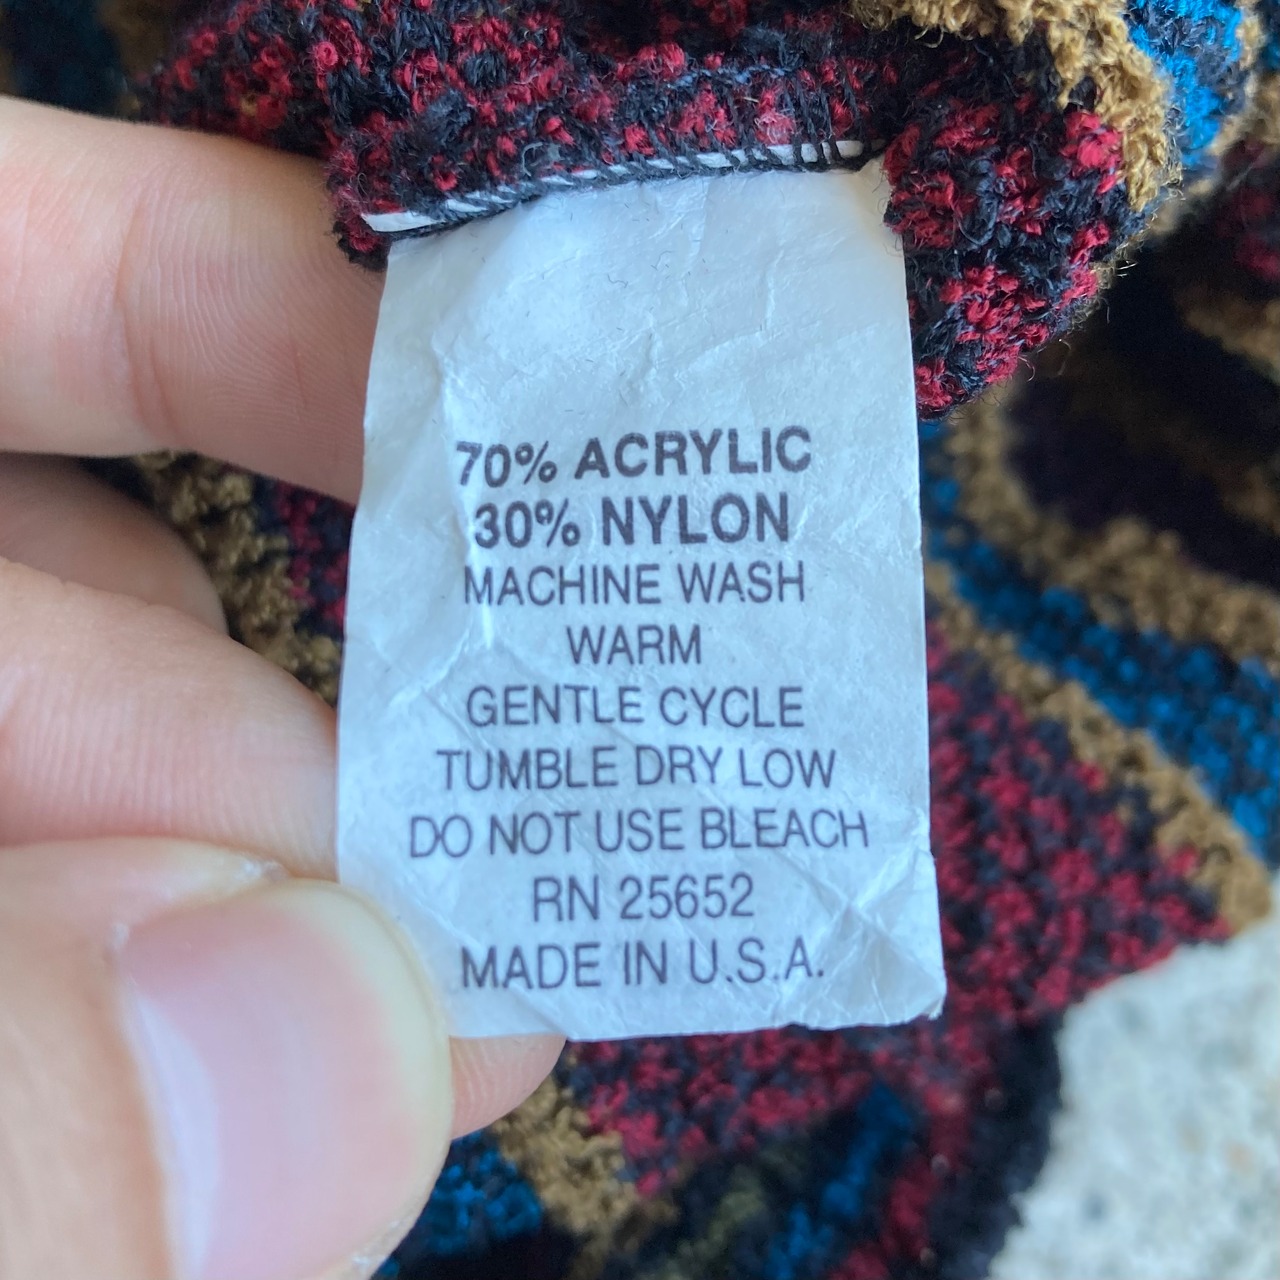 70% ACRYLIC
30% NYLON
MACHINE WASH
WARM
GENTLE CYCLE
TUMBLE DRY LOW
DO NOT USE BLEACH
RN 25652
MADE IN U.S.A.